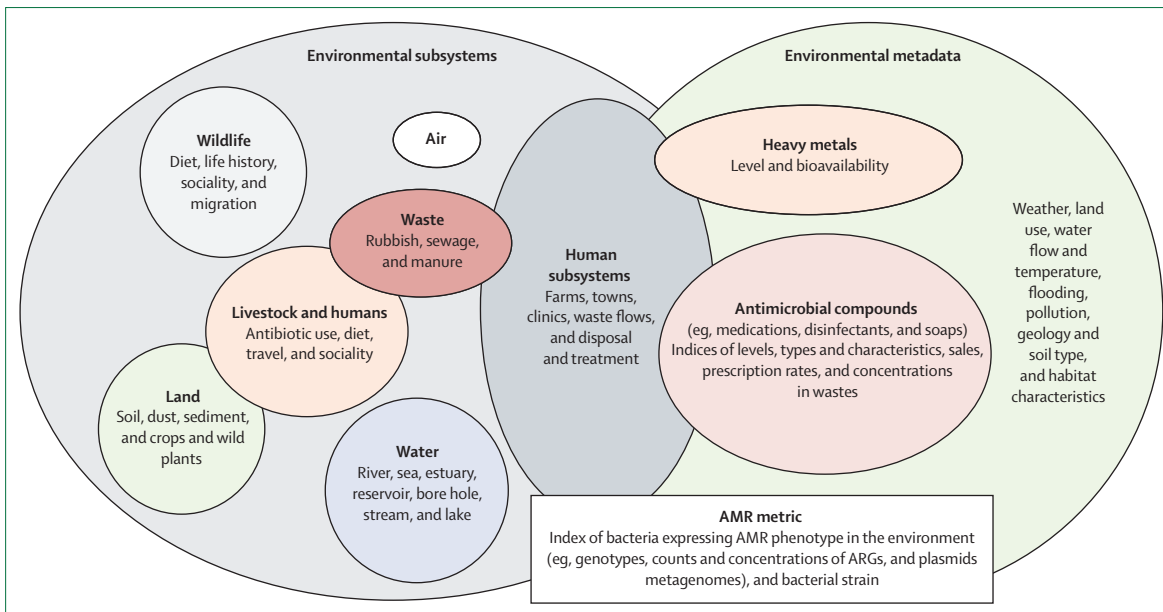 Environmental subsystems
Environmental metadata
Wildlife
Diet, life history,
sociality, and
migration
Air
Heavy metals
Level and bioavailability
Waste
Rubbish, sewage,
and manure
Human
subsystems
Farms, towns,
clinics, waste flows,
and disposal
and treatment
Weather, land
use, water
flow and
temperature,
flooding,
pollution,
geology and
soil type,
and habitat
characteristics
Livestock and humans
Antibiotic use, diet,
travel, and sociality
Antimicrobial compounds
(eg, medications, disinfectants, and soaps)
Indices of levels, types and characteristics, sales,
prescription rates, and concentrations
in wastes
Land
Soil, dust, sediment,
and crops and wild
plants
Water
River, sea, estuary,
reservoir, bore hole,
stream, and lake
AMR metric
Index of bacteria expressing AMR phenotype in the environment
(eg, genotypes, counts and concentrations of ARGs, and plasmids
metagenomes), and bacterial strain